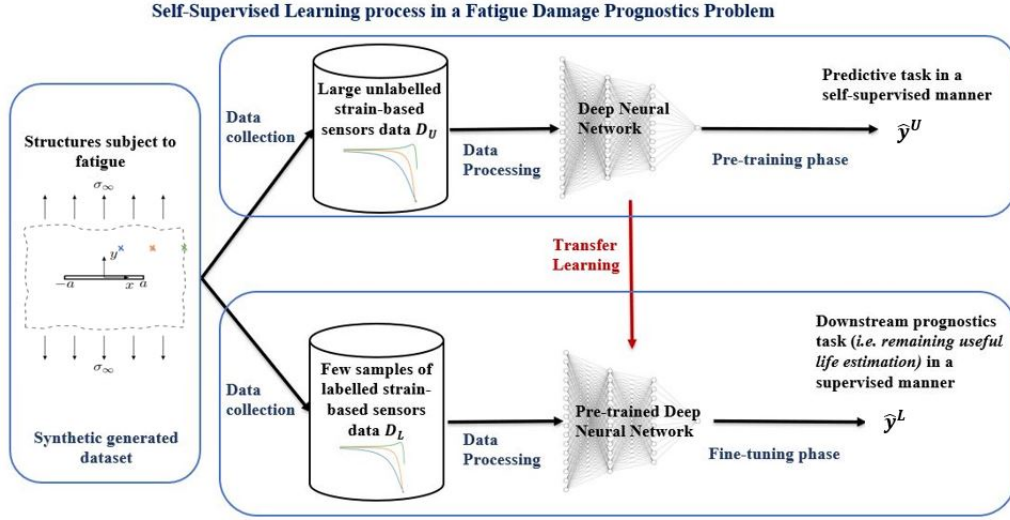 Self-Supervised Learning process in a Fatigue Damage Prognostics Problem
Structures subject to
fatigue
σ∞
y
−a
x
a
σ∞
Synthetic generated
dataset
Data
collection
Large unlabelled
strain-based
sensors data D_U
Data
Processing
Deep Neural
Network
Pre-training phase
Predictive task in a
self-supervised manner
ŷ^U
Transfer
Learning
Data
collection
Few samples of
labelled strain-
based sensors
data D_L
Data
Processing
Pre-trained Deep
Neural Network
Fine-tuning phase
Downstream prognostics
task (i.e. remaining useful
life estimation) in a
supervised manner
ŷ^L